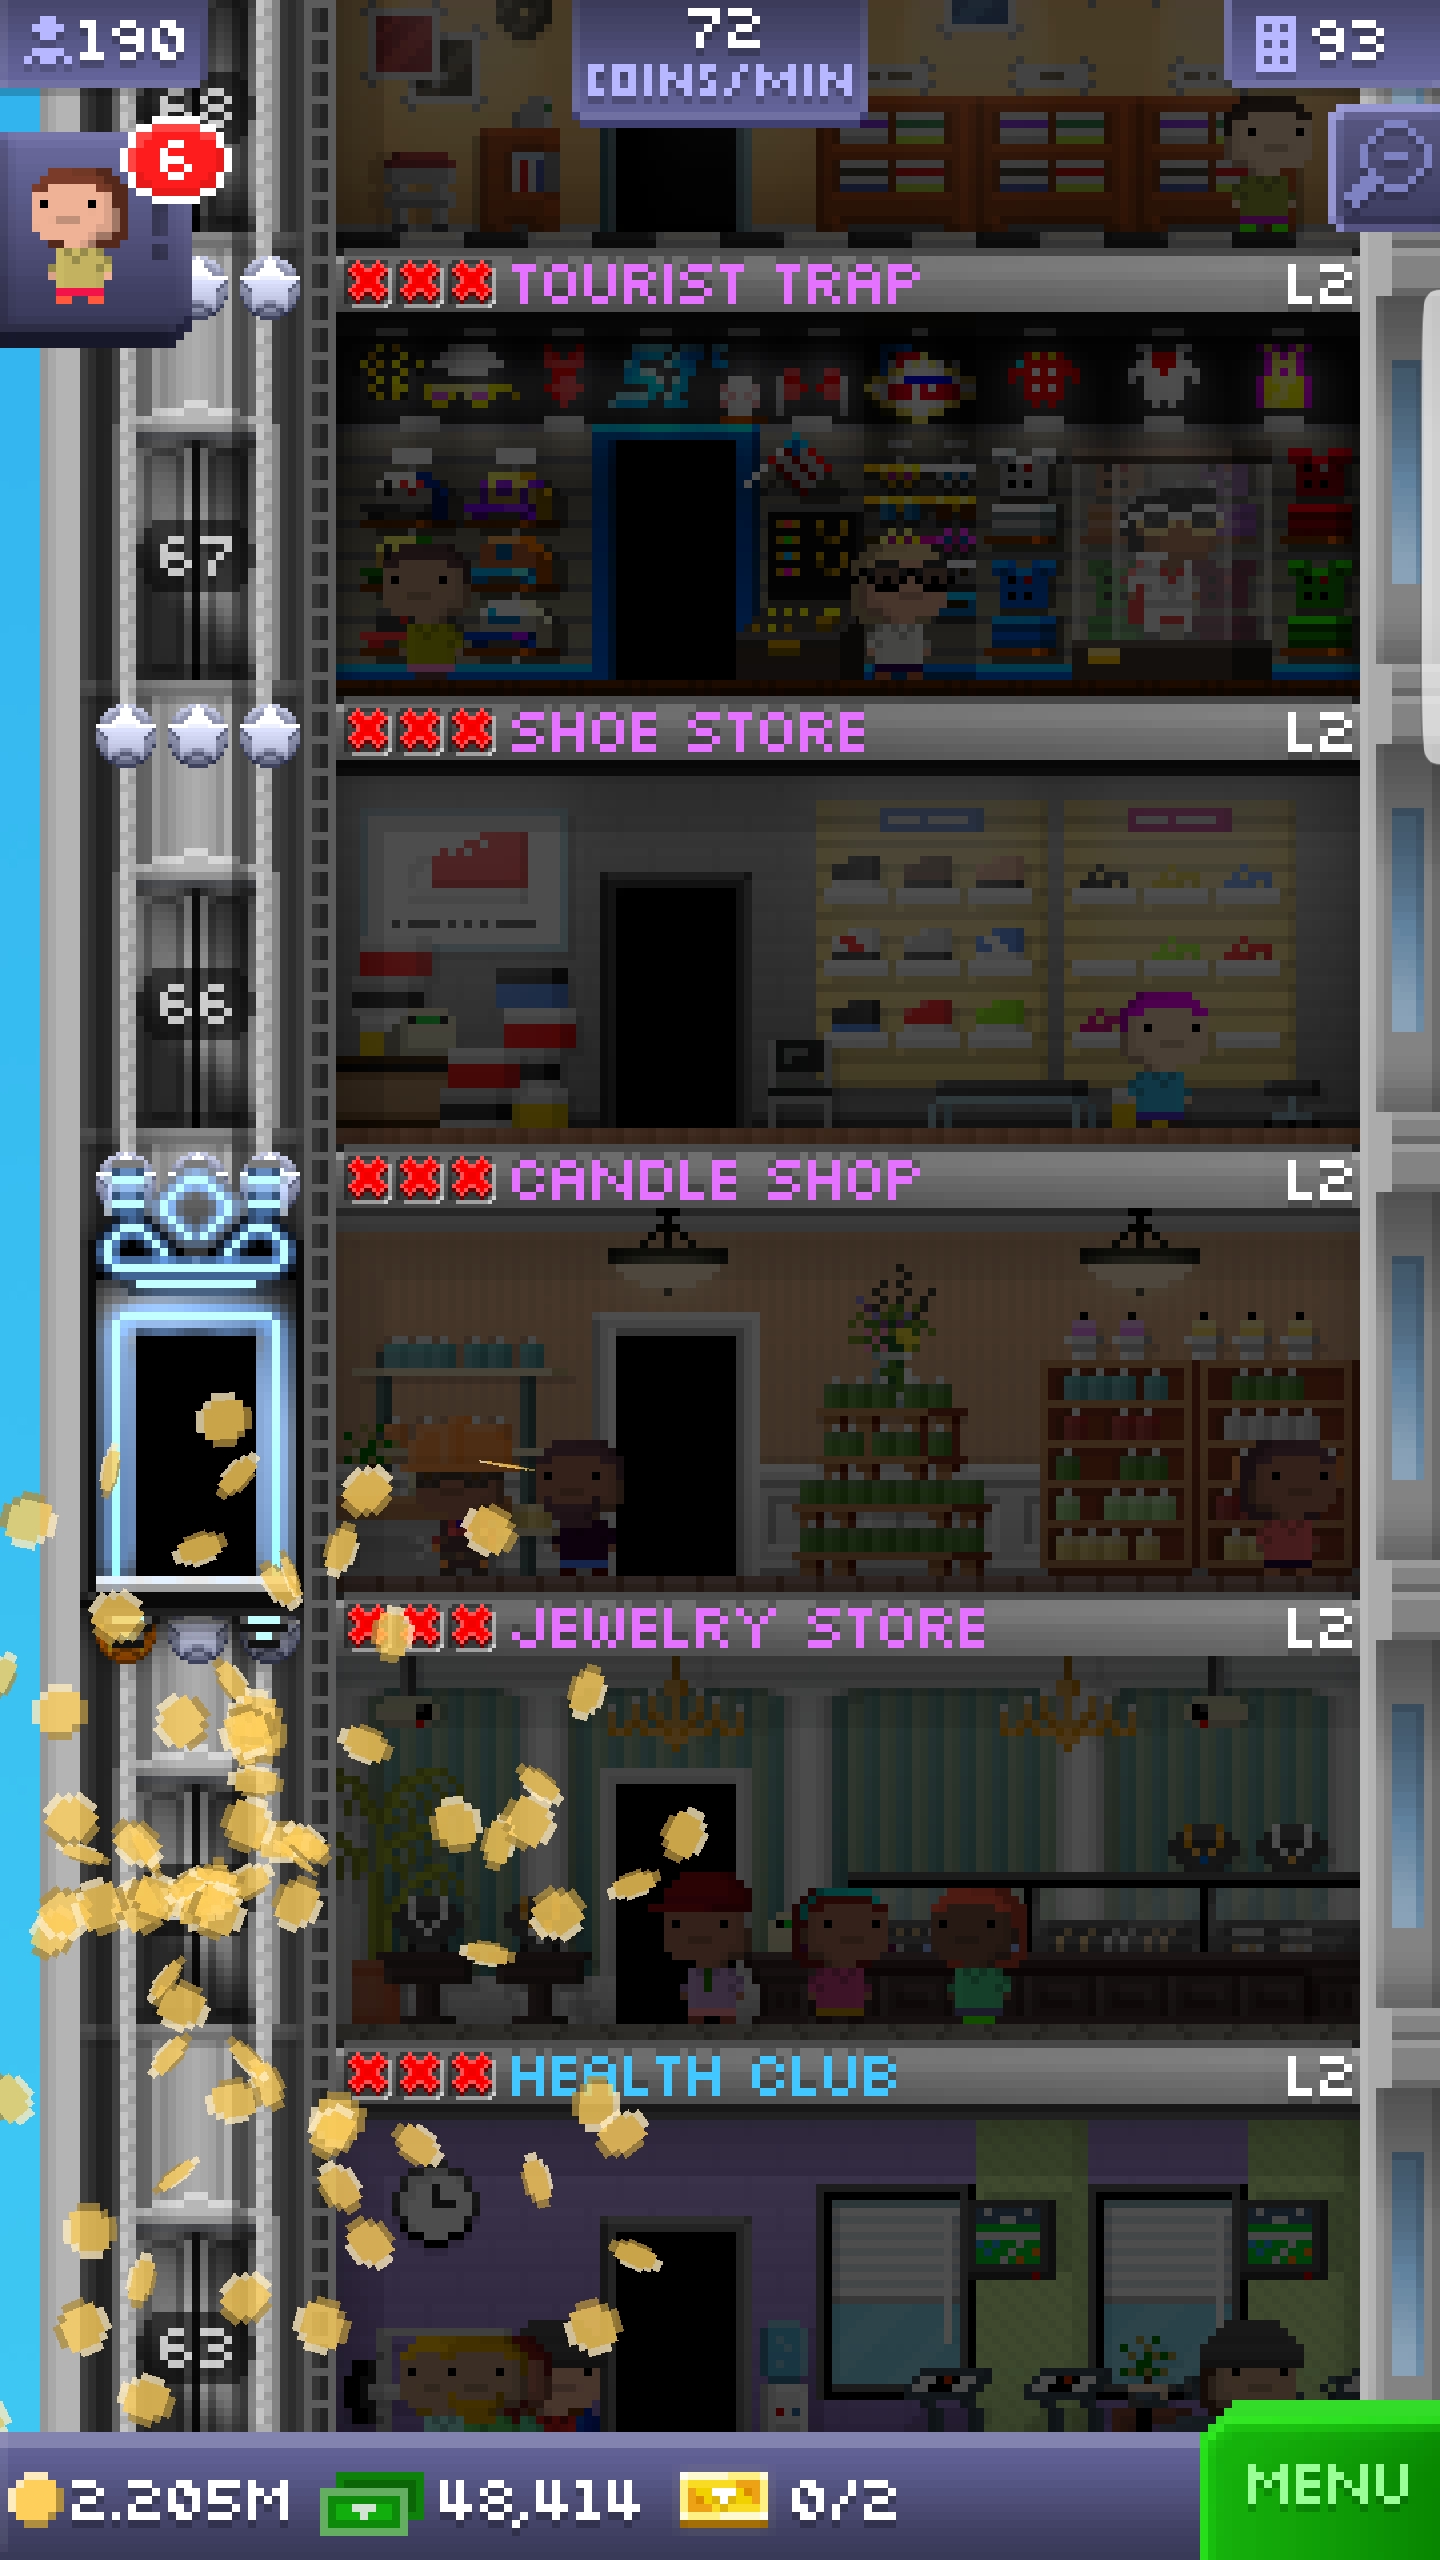 190
72
COINS/MIN
93
68
6
TOURIST TRAP L2
67
SHOE STORE L2
66
CANDLE SHOP L2
JEWELRY STORE L2
HEALTH CLUB L2
63
2.205M 48,414 0/2
MENU